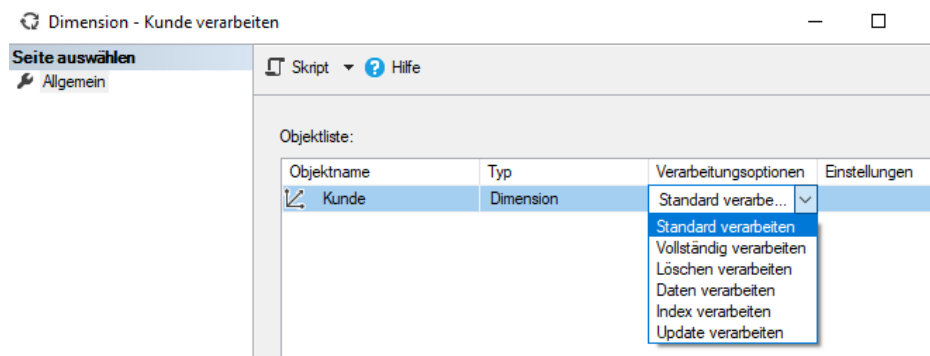 Dimension - Kunde verarbeiten
Seite auswählen
Allgemein
Skript Hilfe
Objektliste:
Objektname Typ Verarbeitungsoptionen Einstellungen
Kunde Dimension Standard verarbe...
Standard verarbeiten
Vollständig verarbeiten
Löschen verarbeiten
Daten verarbeiten
Index verarbeiten
Update verarbeiten